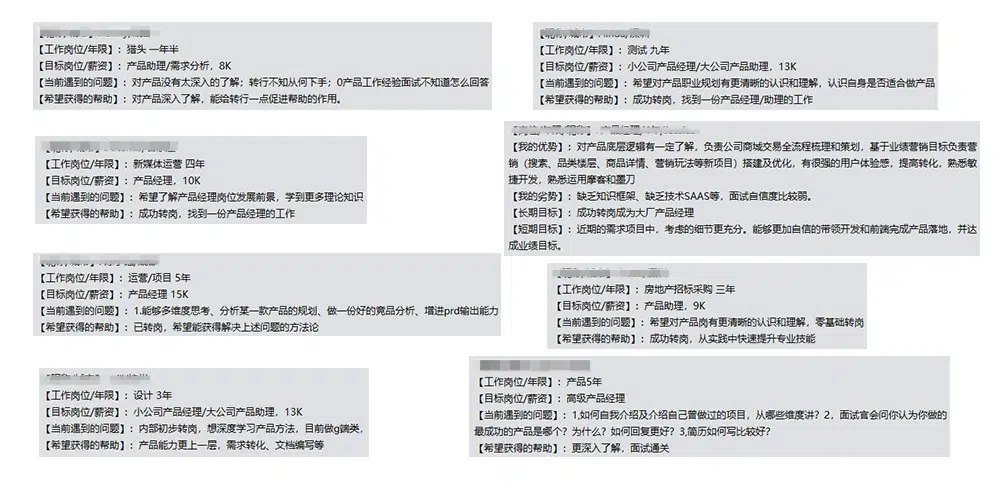 【工作岗位/年限】：猎头 一年半
【目标岗位/薪资】：产品助理/需求分析，8K
【当前遇到的问题】：对产品没有太深入的了解；转行不知从何下手；0产品工作经验面试不知道怎么回答
【希望获得的帮助】：对产品深入了解，能给转行一点促进帮助的作用。
【工作岗位/年限】：新媒体运营 四年
【目标岗位/薪资】：产品经理，10K
【当前遇到的问题】：希望了解产品经理岗位发展前景，学到更多理论知识
【希望获得的帮助】：成功转岗，找到一份产品经理的工作
【工作岗位/年限】：运营/项目 5年
【目标岗位/薪资】：产品经理 15K
【当前遇到的问题】：1.能够多维度思考、分析某一款产品的规划、做一份好的竞品分析、增进prd输出能力
【希望获得的帮助】：已转岗，希望能获得解决上述问题的方法论
【工作岗位/年限】：设计 3年
【目标岗位/薪资】：小公司产品经理/大公司产品助理，13K
【当前遇到的问题】：内部初步转岗，想深度学习产品方法，目前做g端类，
【希望获得的帮助】：产品能力更上一层，需求转化、文档编写等
【工作岗位/年限】：测试 九年
【目标岗位/薪资】：小公司产品经理/大公司产品助理，13K
【当前遇到的问题】：希望对产品职业规划有更清晰的认识和理解，认识自身是否适合做产品
【希望获得的帮助】：成功转岗，找到一份产品经理/助理的工作
【我的优势】：对产品底层逻辑有一定了解，负责公司商城交易全流程梳理和策划，基于业务营销目标负责营
销（搜索、品类楼层、商品详情、营销玩法等新项目）搭建及优化，有很强的用户体验感，提高转化，熟悉敏
捷开发，熟悉运用摩客和墨刀
【我的劣势】：缺乏知识框架、缺乏技术SAAS等，面试自信度比较弱。
【长期目标】：成功转岗成为大厂产品经理
【短期目标】：近期的需求项目中，考虑的细节更充分。能够更加自信的带领开发和前端完成产品落地，并达
成业绩目标。
【工作岗位/年限】：房地产招标采购 三年
【目标岗位/薪资】：产品助理，9K
【当前遇到的问题】：希望对产品岗有更清晰的认识和理解，零基础转岗
【希望获得的帮助】：成功转岗，从实践中快速提升专业技能
【工作岗位/年限】：产品5年
【目标岗位/薪资】：高级产品经理
【当前遇到的问题】：1,如何自我介绍及介绍自己曾做过的项目，从哪些维度讲？2，面试官会问你认为你做的
最成功的产品是哪个？为什么？如何回复更好？3,简历如何写比较好？
【希望获得的帮助】：更深入了解，面试通关